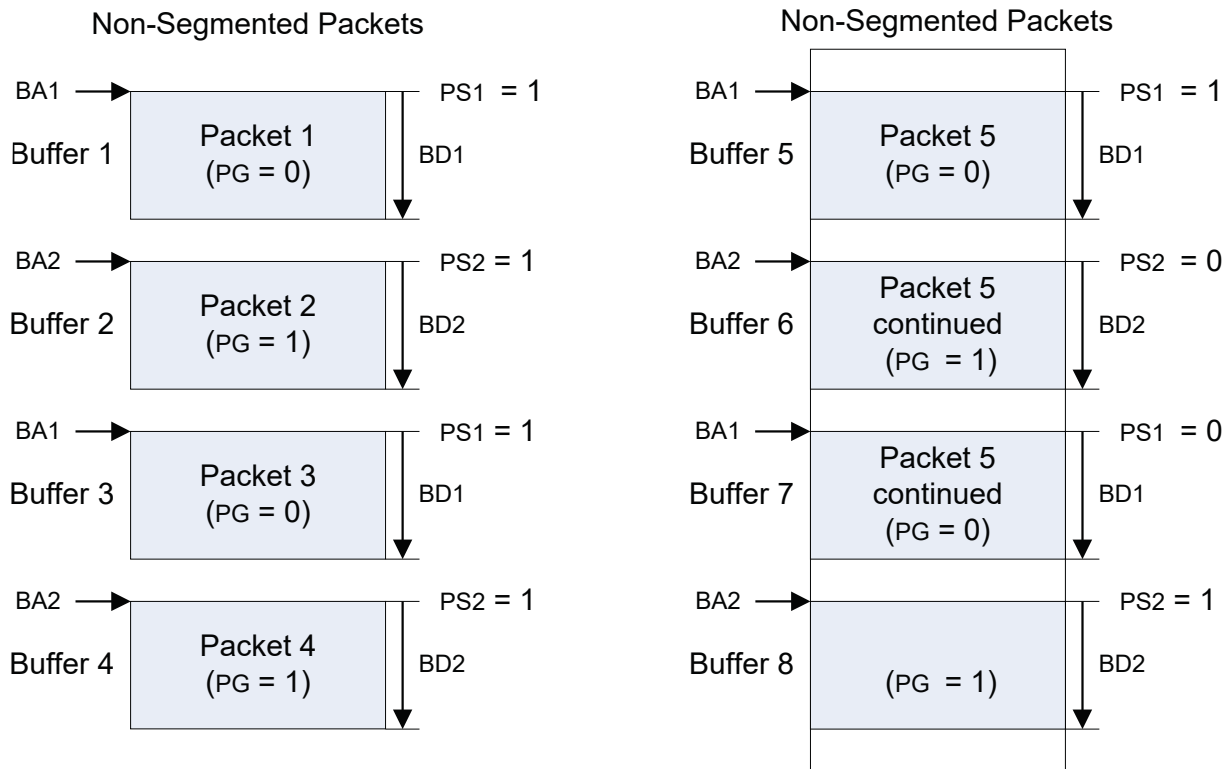 Non-Segmented Packets
BA1
PS1 = 1
Packet 1
(PG = 0)
Buffer 1
BD1
BA2
PS2 = 1
Packet 2
(PG = 1)
Buffer 2
BD2
BA1
PS1 = 1
Packet 3
(PG = 0)
Buffer 3
BD1
BA2
PS2 = 1
Packet 4
(PG = 1)
Buffer 4
BD2
Non-Segmented Packets
BA1
PS1 = 1
Packet 5
(PG = 0)
Buffer 5
BD1
BA2
PS2 = 0
Packet 5
continued
(PG = 1)
Buffer 6
BD2
BA1
PS1 = 0
Packet 5
continued
(PG = 0)
Buffer 7
BD1
BA2
PS2 = 1
Buffer 8
(PG = 1)
BD2